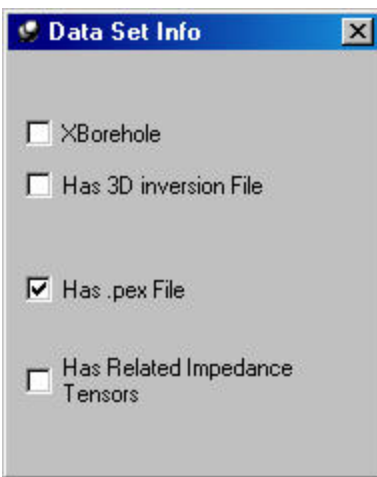 Data Set Info
XBorehole
Has 3D inversion File
Has .pex File
Has Related Impedance
Tensors